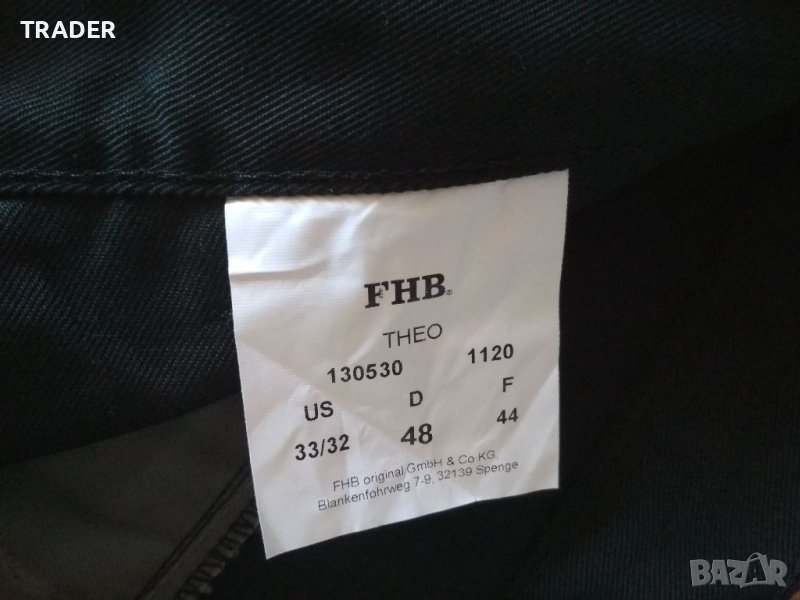 TRADER
FHB®
THEO
130530 1120
US D F
33/32 48 44
FHB original GmbH & Co KG.
Blankenfohrweg 7-9, 32139 Spenge
BAZAR